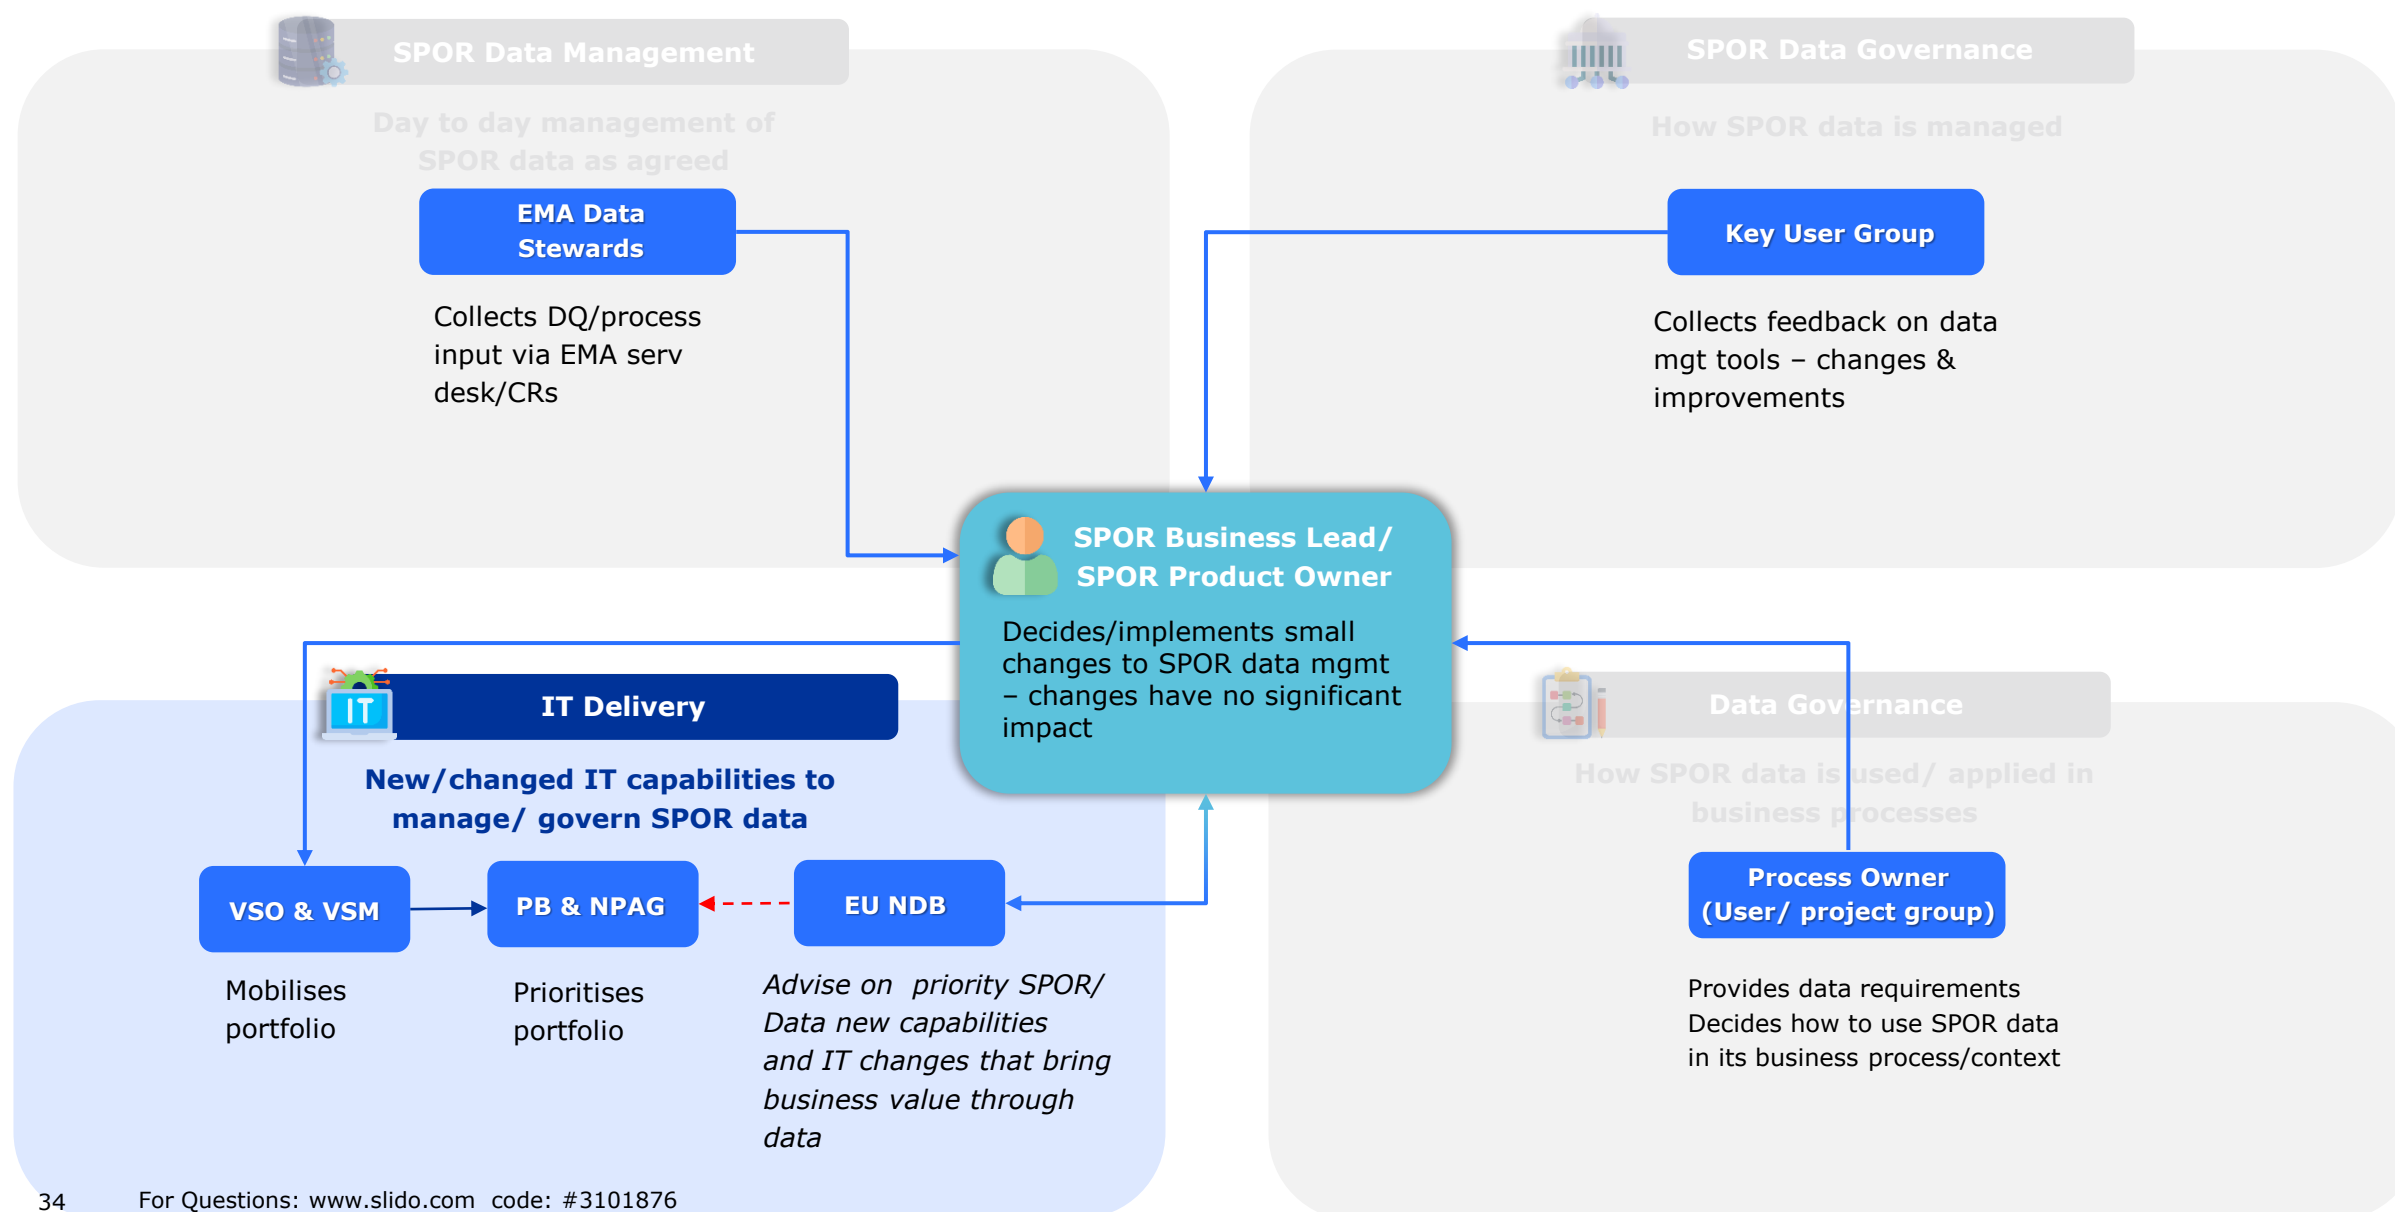 SPOR Data Management
Day to day management of
SPOR data as agreed
EMA Data
Stewards
Collects DQ/process
input via EMA serv
desk/CRs
SPOR Data Governance
How SPOR data is managed
Key User Group
Collects feedback on data
mgt tools – changes &
improvements
SPOR Business Lead/
SPOR Product Owner
Decides/implements small
changes to SPOR data mgmt
– changes have no significant
impact
IT
IT Delivery
New/changed IT capabilities to
manage/ govern SPOR data
VSO & VSM
Mobilises
portfolio
PB & NPAG
Prioritises
portfolio
EU NDB
Advise on  priority SPOR/
Data new capabilities
and IT changes that bring
business value through
data
Data Governance
How SPOR data is used/ applied in
business processes
Process Owner
(User/ project group)
Provides data requirements
Decides how to use SPOR data
in its business process/context
34
For Questions: www.slido.com  code: #3101876